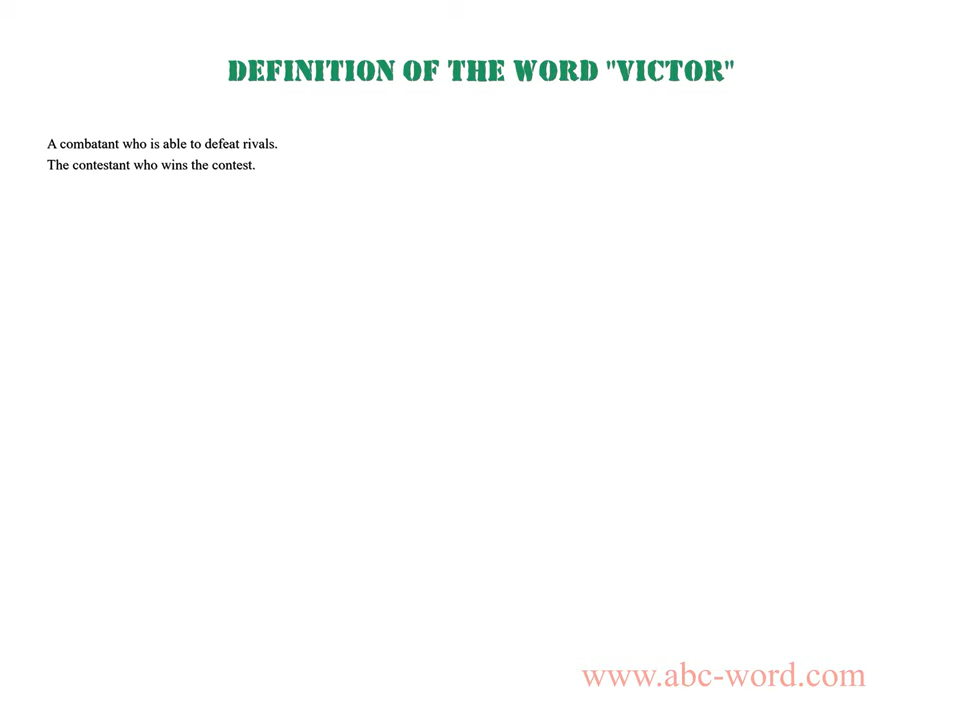 DEFINITION OF THE WORD "VICTOR"
A combatant who is able to defeat rivals.
The contestant who wins the contest.
www.abc-word.com